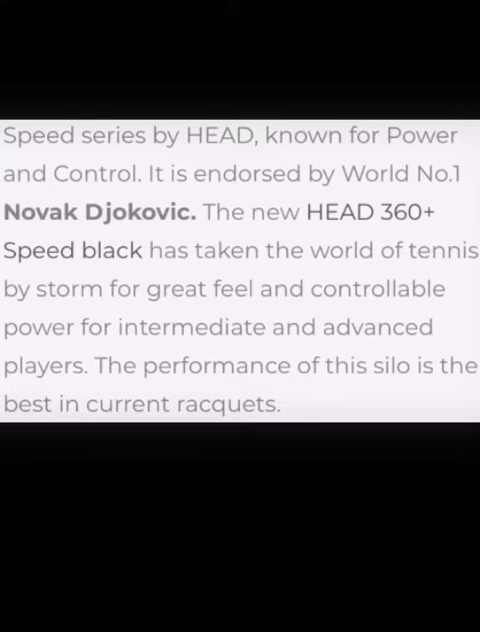 Speed series by HEAD, known for Power
and Control. It is endorsed by World No.1
Novak Djokovic. The new HEAD 360+
Speed black has taken the world of tennis
by storm for great feel and controllable
power for intermediate and advanced
players. The performance of this silo is the
best in current racquets.